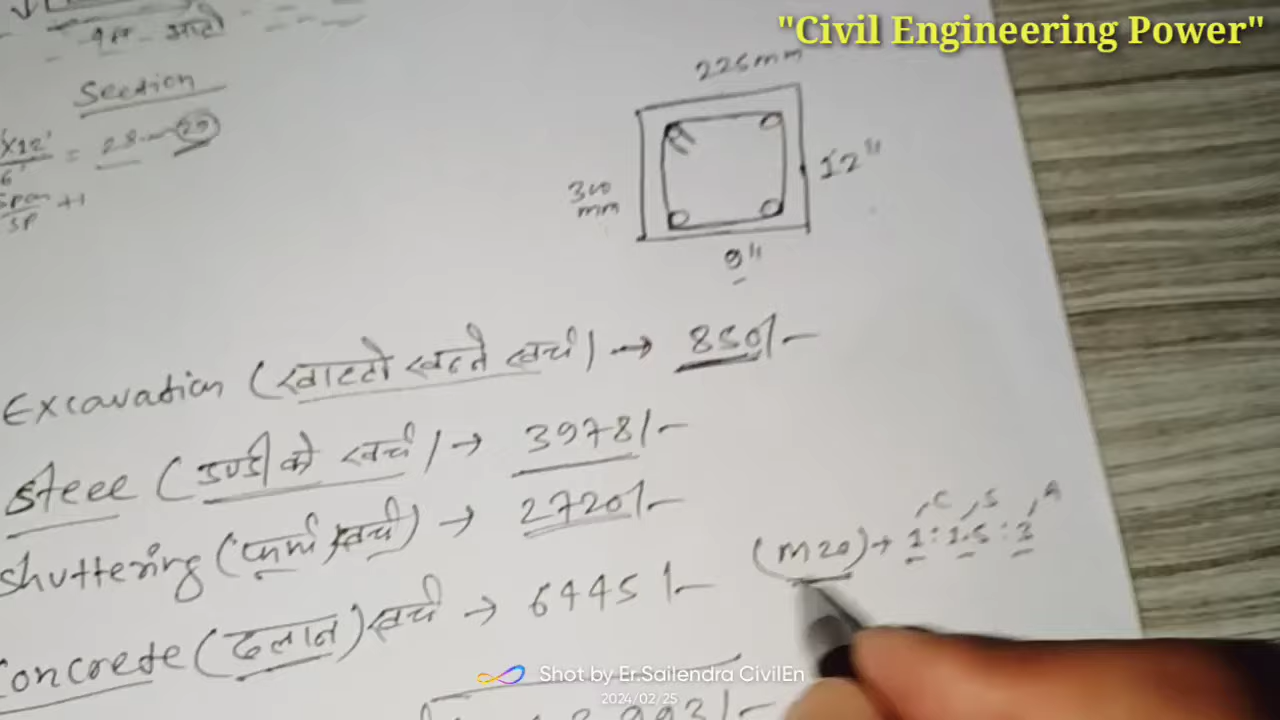 "Civil Engineering Power"
Section
225mm
300
mm
12"
9"
Excavation (खाटटो खन्ने खर्च) → 850/-
Steel (डण्डी को खर्च) → 3978/-
Shuttering (फर्मा खर्च) → 2720/-
(M20) → 1:1.5:3
C S A
Concrete (ढलान) खर्च → 6445/-
Shot by Er.Sailendra CivilEn
2024/02/25